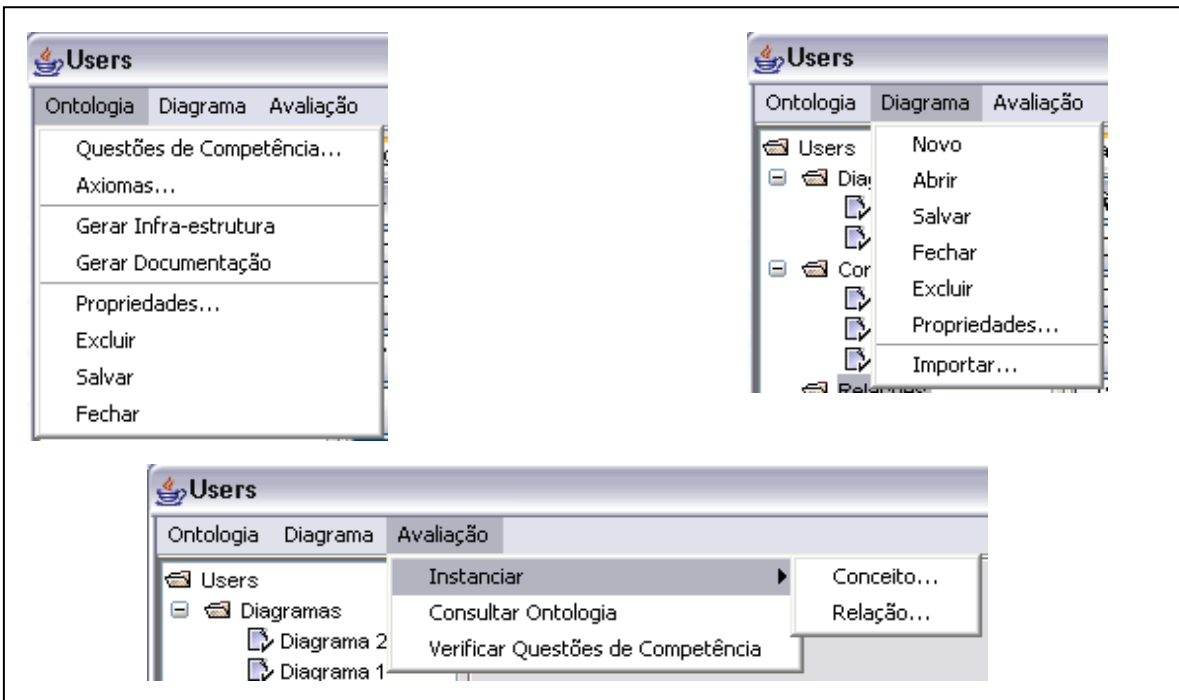 Users
Ontologia Diagrama Avaliação
Questões de Competência...
Axiomas...
Gerar Infra-estrutura
Gerar Documentação
Propriedades...
Excluir
Salvar
Fechar
Users
Ontologia Diagrama Avaliação
Users
Novo
Abrir
Salvar
Fechar
Excluir
Propriedades...
Importar...
Relações
Users
Ontologia Diagrama Avaliação
Users
Diagramas
Diagrama 2
Diagrama 1
Instanciar
Consultar Ontologia
Verificar Questões de Competência
Conceito...
Relação...